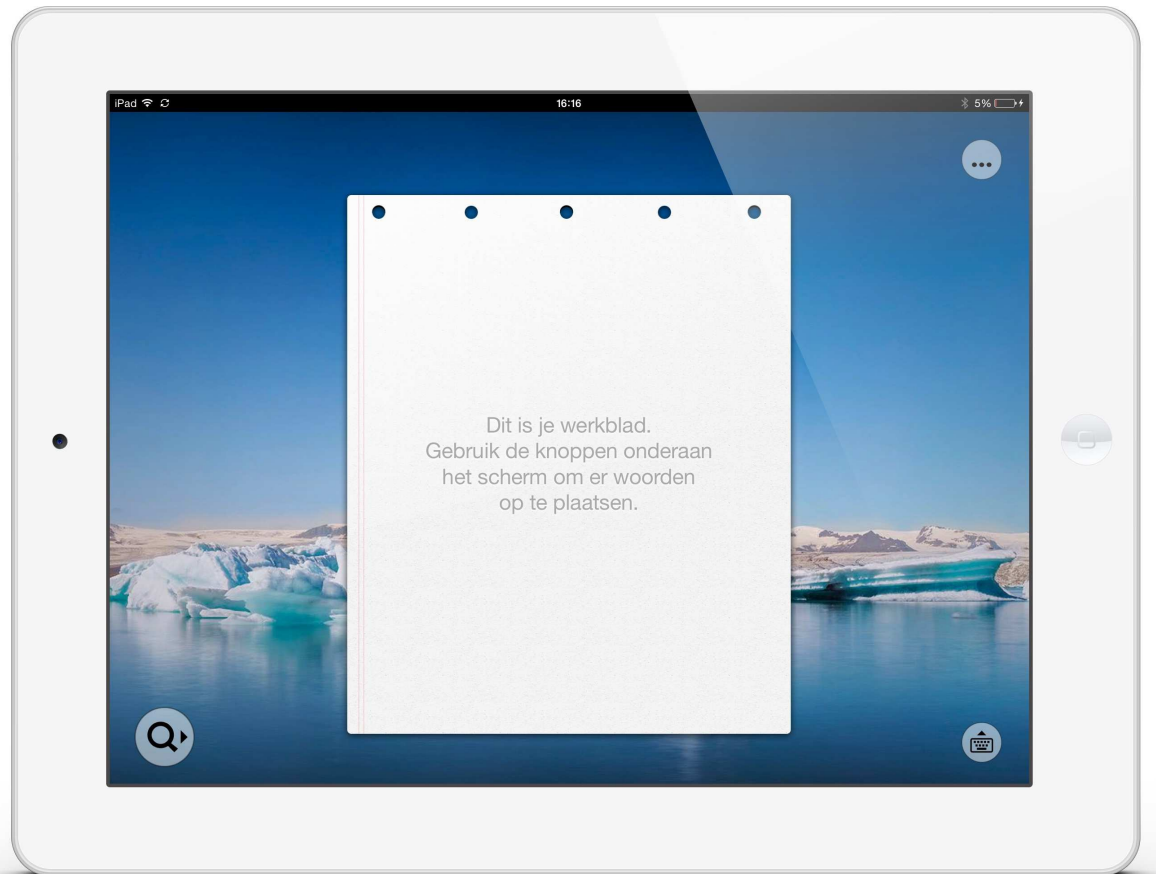 iPad 16:16 5%
...
Dit is je werkblad.
Gebruik de knoppen onderaan
het scherm om er woorden
op te plaatsen.